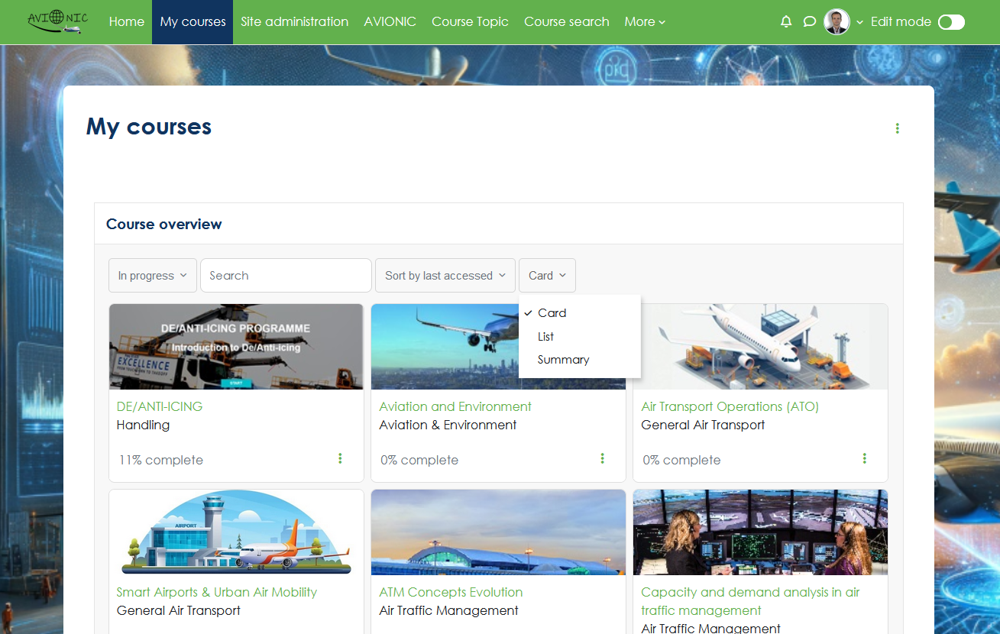 AVIONIC
Home
My courses
Site administration
AVIONIC
Course Topic
Course search
More
Edit mode
My courses
Course overview
In progress
Search
Sort by last accessed
Card
Card
List
Summary
DE/ANTI-ICING PROGRAMME
Introduction to De/Anti-icing
EXCELLENCE
FROM TOUCHDOWN TO TAKEOFF
START
DE/ANTI-ICING
Handling
11% complete
Aviation and Environment
Aviation & Environment
0% complete
Air Transport Operations (ATO)
General Air Transport
0% complete
AIRPORT
Smart Airports & Urban Air Mobility
General Air Transport
ATM Concepts Evolution
Air Traffic Management
Capacity and demand analysis in air
traffic management
Air Traffic Management